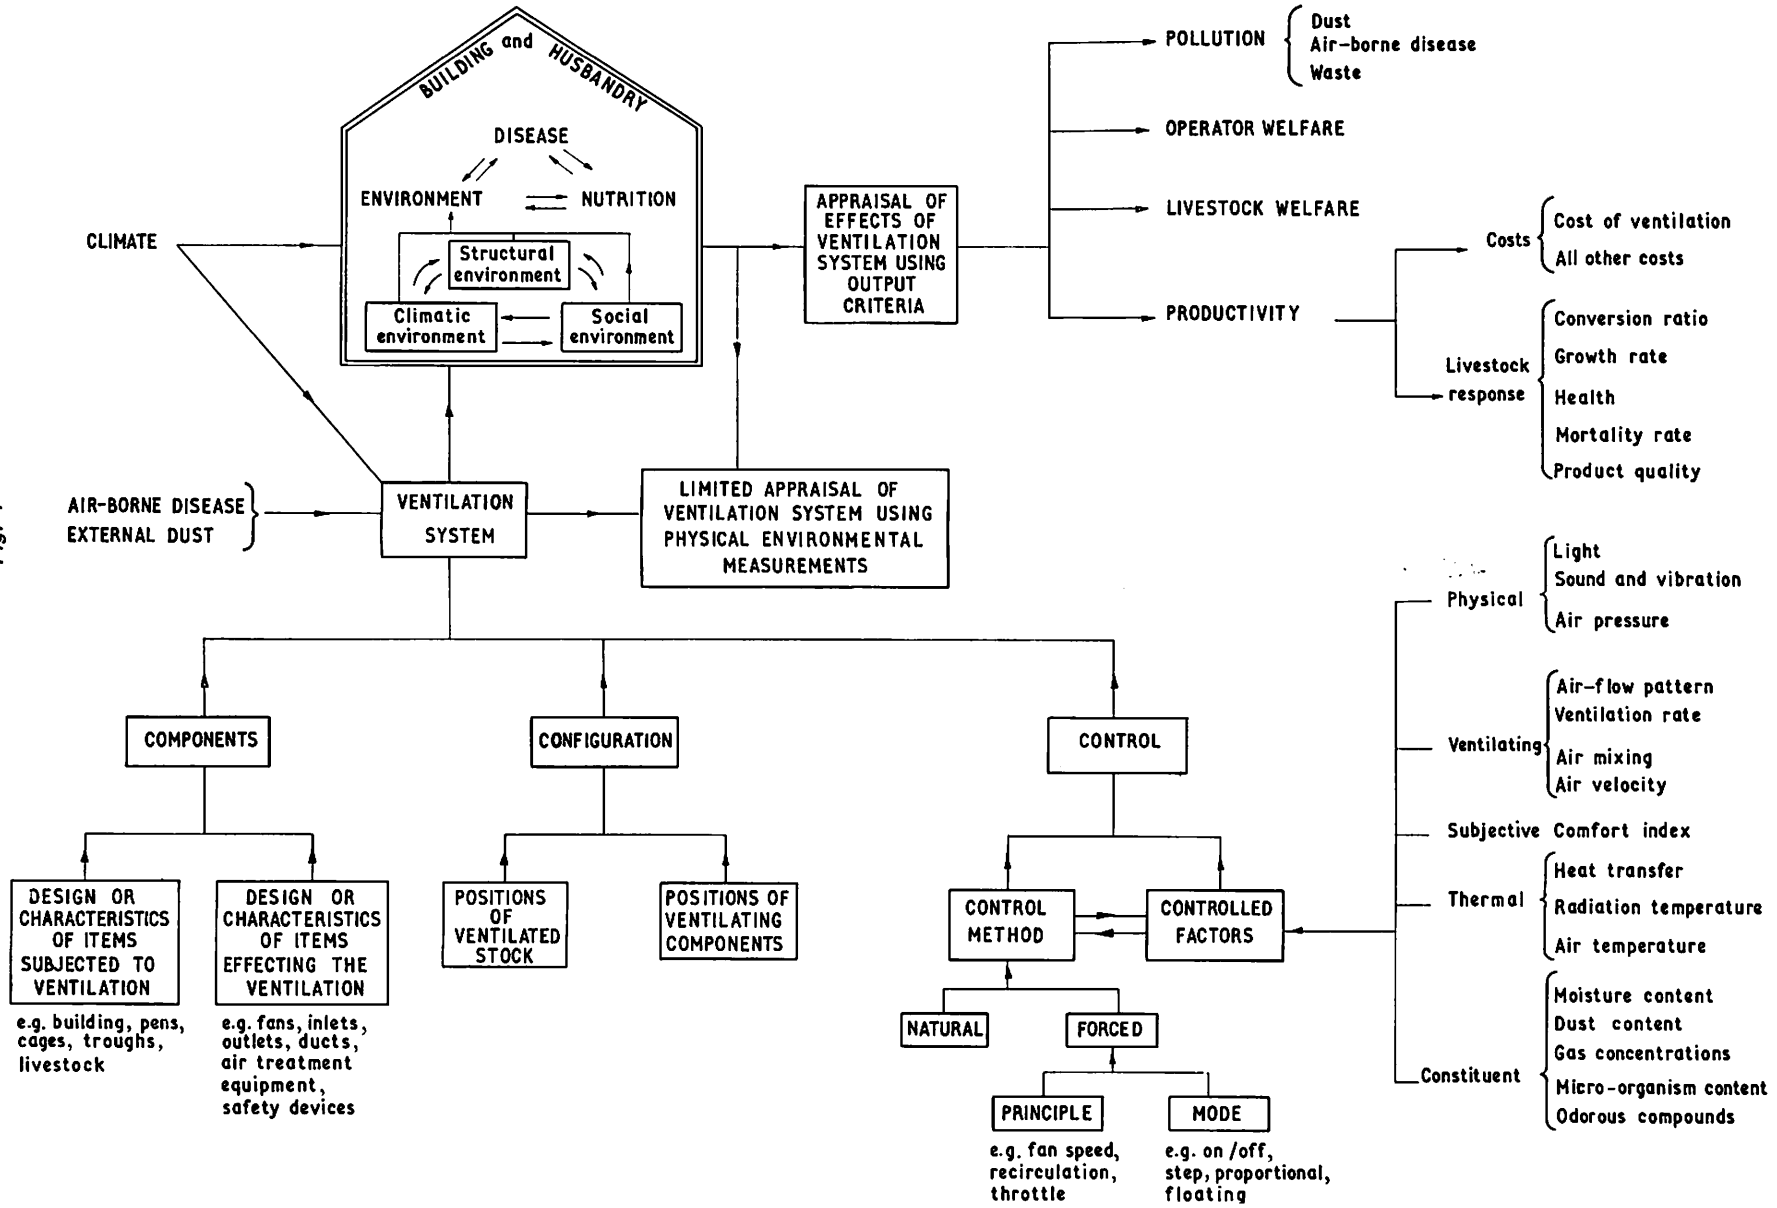 BUILDING and HUSBANDRY
DISEASE
ENVIRONMENT
NUTRITION
Structural
environment
Climatic
environment
Social
environment
CLIMATE
AIR-BORNE DISEASE
EXTERNAL DUST
VENTILATION
SYSTEM
LIMITED APPRAISAL OF
VENTILATION SYSTEM USING
PHYSICAL ENVIRONMENTAL
MEASUREMENTS
APPRAISAL OF
EFFECTS OF
VENTILATION
SYSTEM USING
OUTPUT
CRITERIA
POLLUTION
Dust
Air-borne disease
Waste
OPERATOR WELFARE
LIVESTOCK WELFARE
PRODUCTIVITY
Costs
Cost of ventilation
All other costs
Livestock
response
Conversion ratio
Growth rate
Health
Mortality rate
Product quality
COMPONENTS
DESIGN OR
CHARACTERISTICS
OF ITEMS
SUBJECTED TO
VENTILATION
e.g. building, pens,
cages, troughs,
livestock
DESIGN OR
CHARACTERISTICS
OF ITEMS
EFFECTING THE
VENTILATION
e.g. fans, inlets,
outlets, ducts,
air treatment
equipment,
safety devices
CONFIGURATION
POSITIONS
OF
VENTILATED
STOCK
POSITIONS OF
VENTILATING
COMPONENTS
CONTROL
CONTROL
METHOD
CONTROLLED
FACTORS
NATURAL
FORCED
PRINCIPLE
e.g. fan speed,
recirculation,
throttle
MODE
e.g. on/off,
step, proportional,
floating
Physical
Light
Sound and vibration
Air pressure
Ventilating
Air-flow pattern
Ventilation rate
Air mixing
Air velocity
Subjective Comfort index
Thermal
Heat transfer
Radiation temperature
Air temperature
Constituent
Moisture content
Dust content
Gas concentrations
Micro-organism content
Odorous compounds